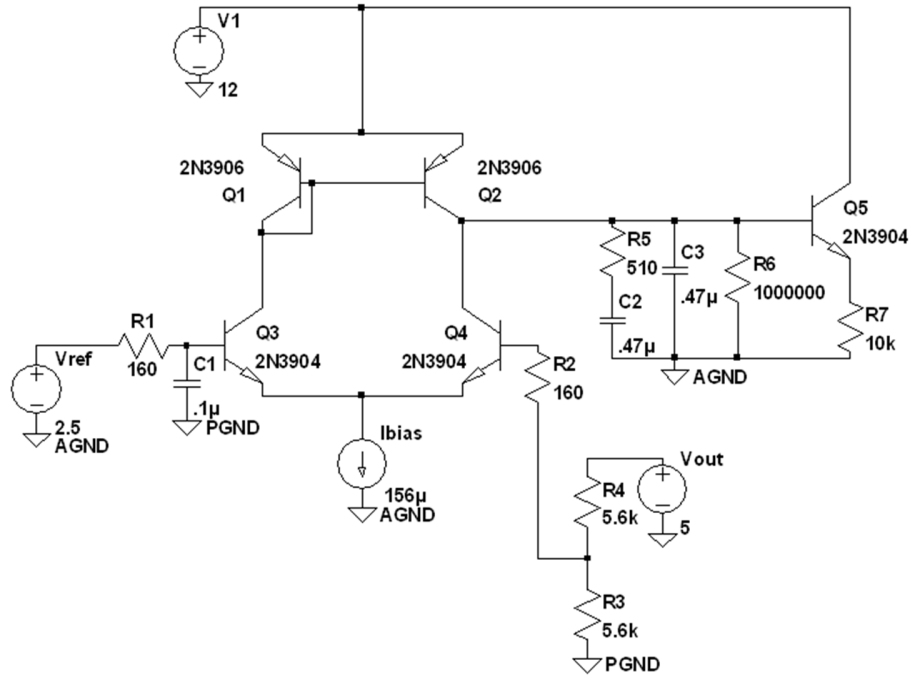 V1
12
2N3906
Q1
2N3906
Q2
Q5
2N3904
R5
510
C3
.47µ
R6
1000000
C2
.47µ
R7
10k
AGND
R1
160
Vref
2.5
AGND
C1
.1µ
PGND
Q3
2N3904
Q4
2N3904
R2
160
Ibias
156µ
AGND
Vout
5
R4
5.6k
R3
5.6k
PGND